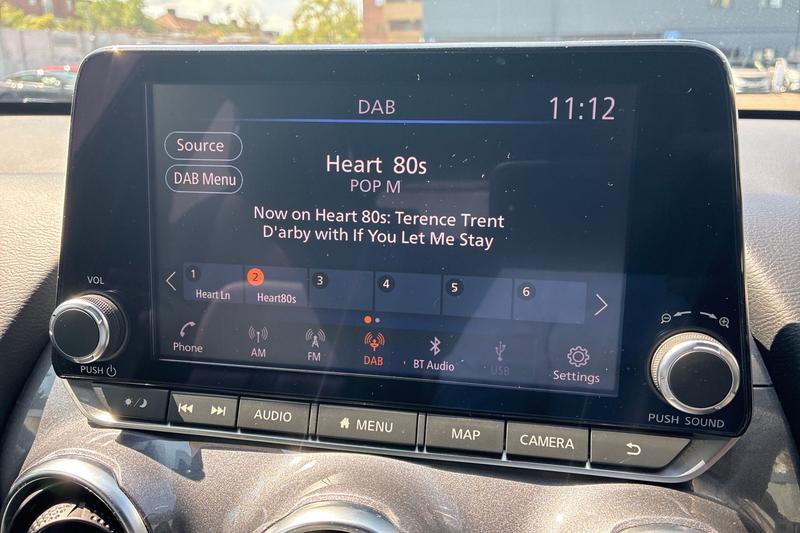 DAB
11:12
Source
DAB Menu
Heart 80s
POP M
Now on Heart 80s: Terence Trent
D'arby with If You Let Me Stay
1 2 3 4 5 6
Heart Ln Heart80s
Phone AM FM DAB BT Audio USB Settings
VOL
PUSH
PUSH SOUND
AUDIO MENU MAP CAMERA